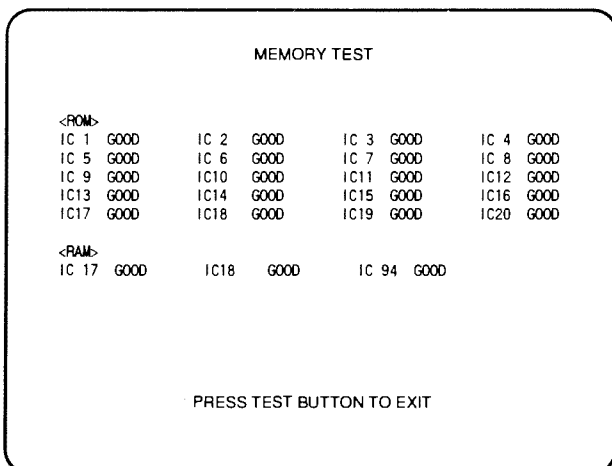 MEMORY TEST
<ROM>
IC 1 GOOD IC 2 GOOD IC 3 GOOD IC 4 GOOD
IC 5 GOOD IC 6 GOOD IC 7 GOOD IC 8 GOOD
IC 9 GOOD IC10 GOOD IC11 GOOD IC12 GOOD
IC13 GOOD IC14 GOOD IC15 GOOD IC16 GOOD
IC17 GOOD IC18 GOOD IC19 GOOD IC20 GOOD
<RAM>
IC 17 GOOD IC18 GOOD IC 94 GOOD
PRESS TEST BUTTON TO EXIT